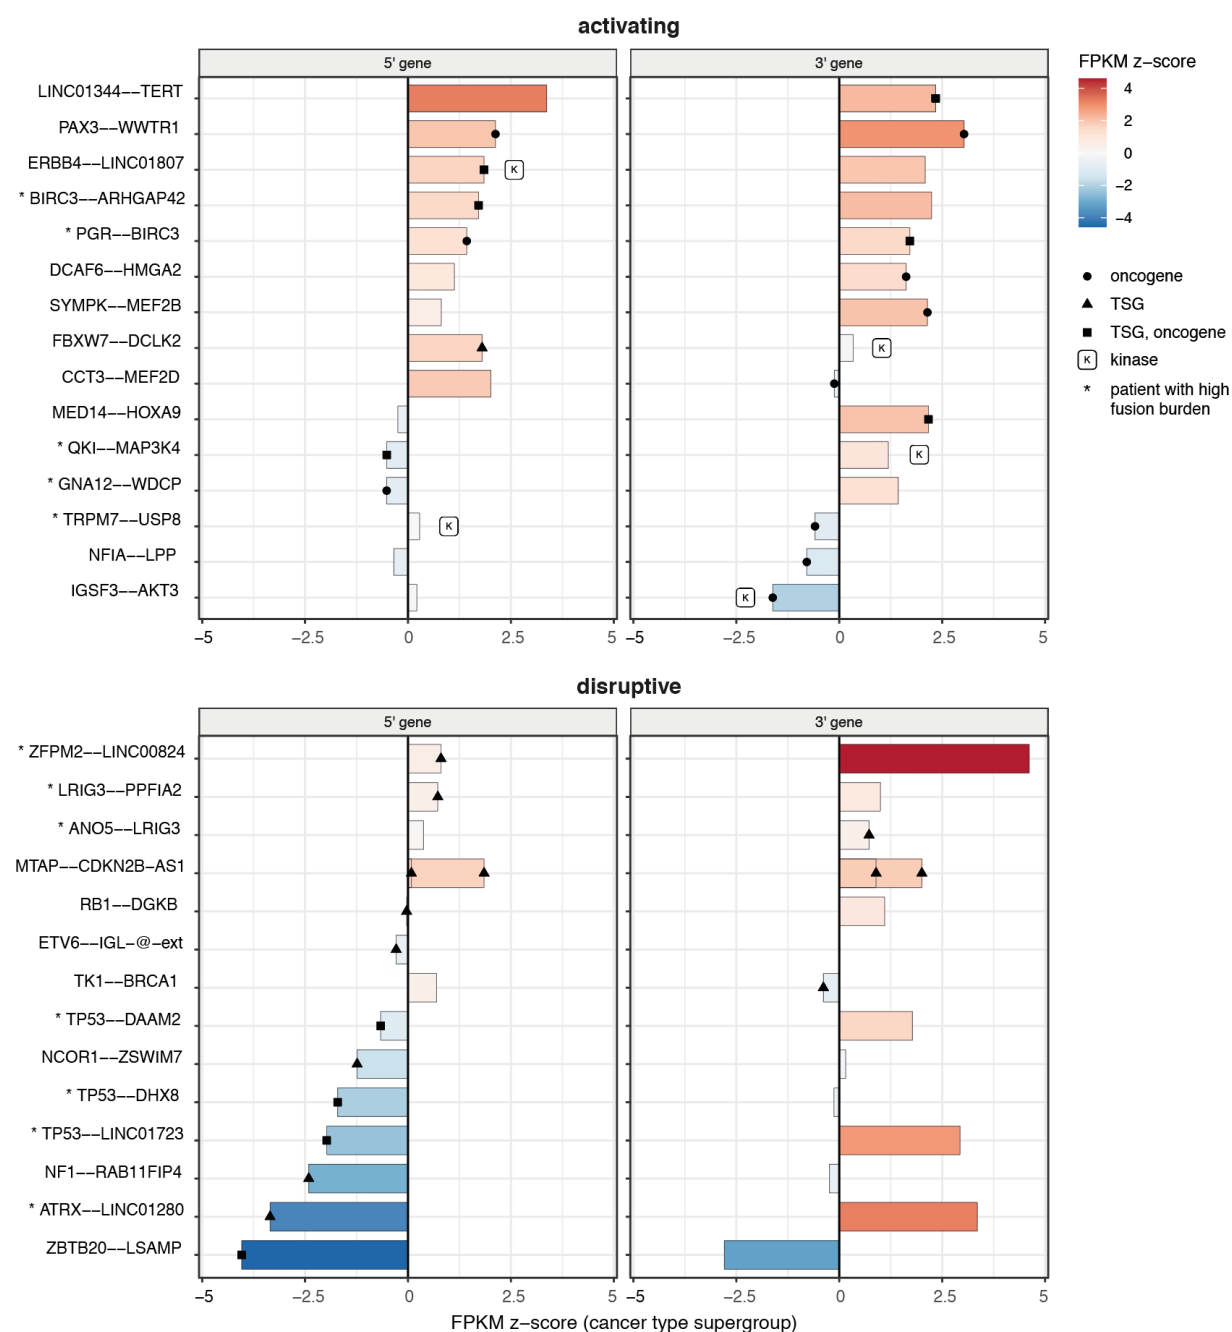 activating
5' gene
3' gene
LINC01344−−TERT
PAX3−−WWTR1
ERBB4−−LINC01807
* BIRC3−−ARHGAP42
* PGR−−BIRC3
DCAF6−−HMGA2
SYMPK−−MEF2B
FBXW7−−DCLK2
CCT3−−MEF2D
MED14−−HOXA9
* QKI−−MAP3K4
* GNA12−−WDCP
* TRPM7−−USP8
NFIA−−LPP
IGSF3−−AKT3
K
K
K
K
K
−5 −2.5 0 2.5 5
−5 −2.5 0 2.5 5
FPKM z−score
4
2
0
−2
−4
oncogene
TSG
TSG, oncogene
K kinase
* patient with high
fusion burden
disruptive
5' gene
3' gene
* ZFPM2−−LINC00824
* LRIG3−−PPFIA2
* ANO5−−LRIG3
MTAP−−CDKN2B−AS1
RB1−−DGKB
ETV6−−IGL−@−ext
TK1−−BRCA1
* TP53−−DAAM2
NCOR1−−ZSWIM7
* TP53−−DHX8
* TP53−−LINC01723
NF1−−RAB11FIP4
* ATRX−−LINC01280
ZBTB20−−LSAMP
−5 −2.5 0 2.5 5
−5 −2.5 0 2.5 5
FPKM z−score (cancer type supergroup)